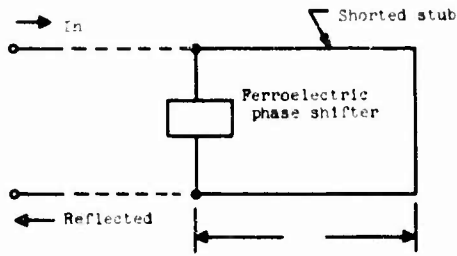 Shorted stub
In
Ferroelectric
phase shifter
Reflected